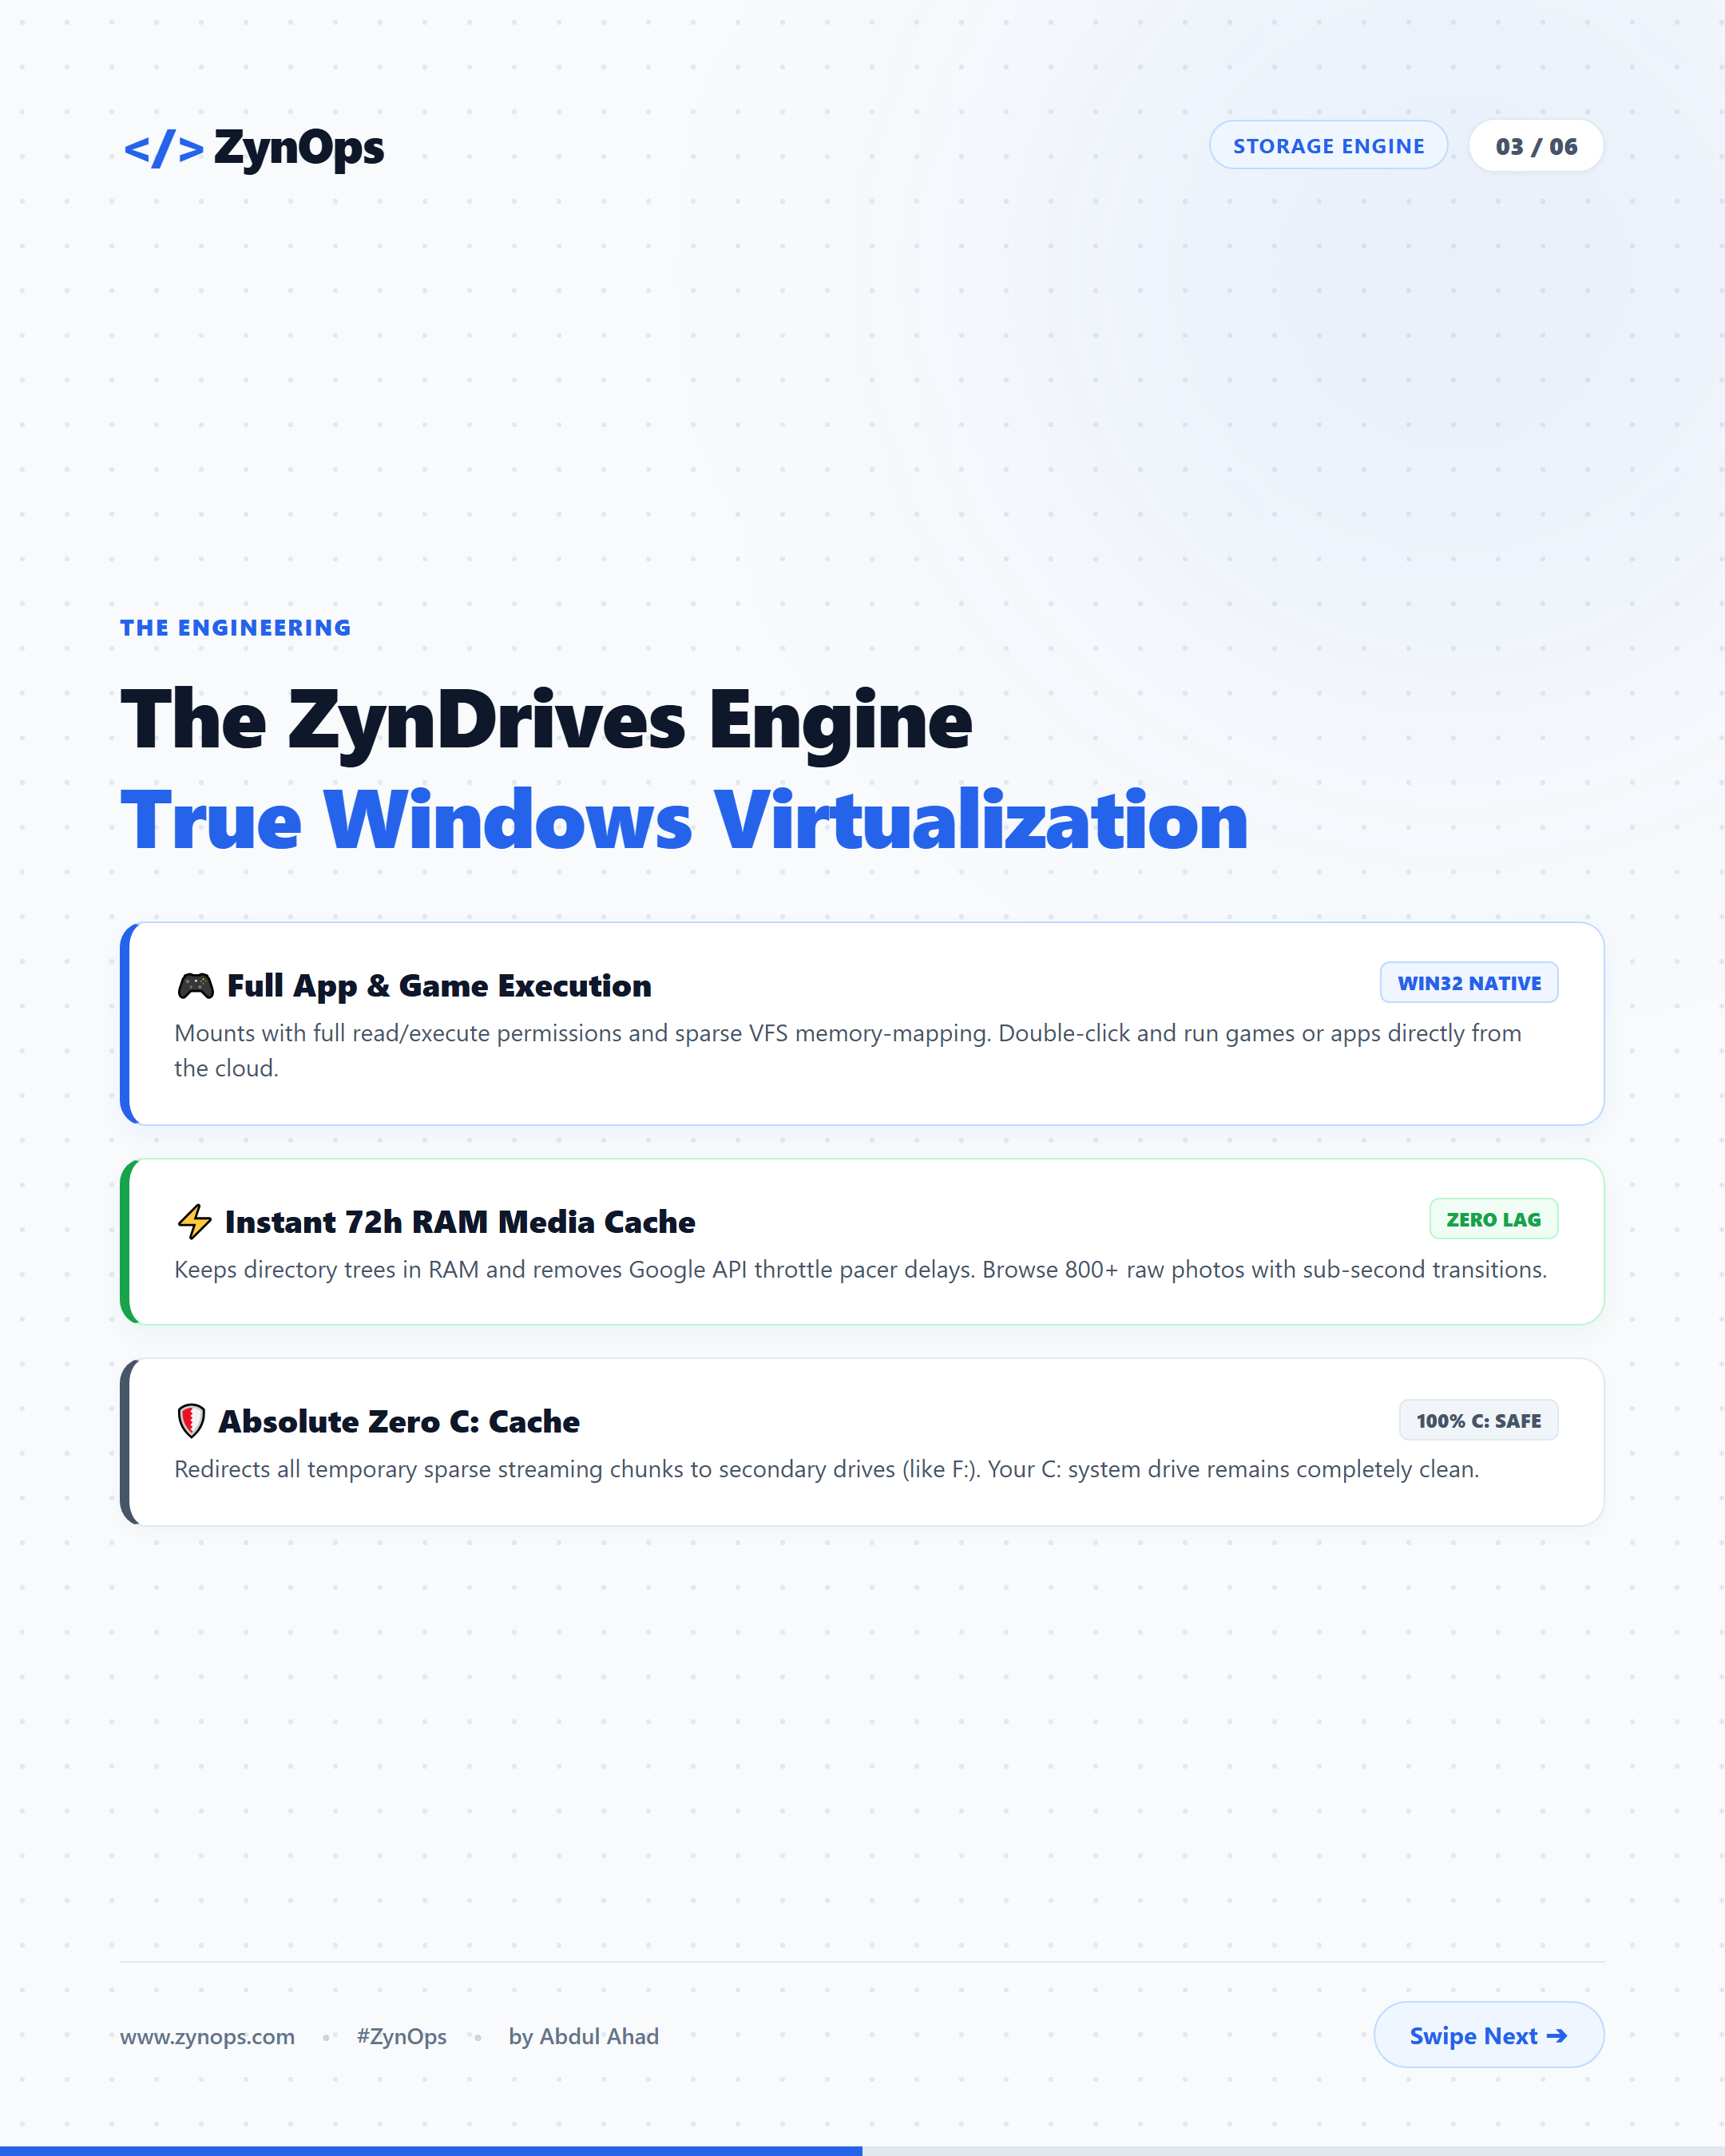 </> ZynOps
STORAGE ENGINE
03 / 06
THE ENGINEERING
The ZynDrives Engine
True Windows Virtualization
🎮 Full App & Game Execution
WIN32 NATIVE
Mounts with full read/execute permissions and sparse VFS memory-mapping. Double-click and run games or apps directly from
the cloud.
⚡ Instant 72h RAM Media Cache
ZERO LAG
Keeps directory trees in RAM and removes Google API throttle pacer delays. Browse 800+ raw photos with sub-second transitions.
🛡 Absolute Zero C: Cache
100% C: SAFE
Redirects all temporary sparse streaming chunks to secondary drives (like F:). Your C: system drive remains completely clean.
www.zynops.com • #ZynOps • by Abdul Ahad
Swipe Next ➔